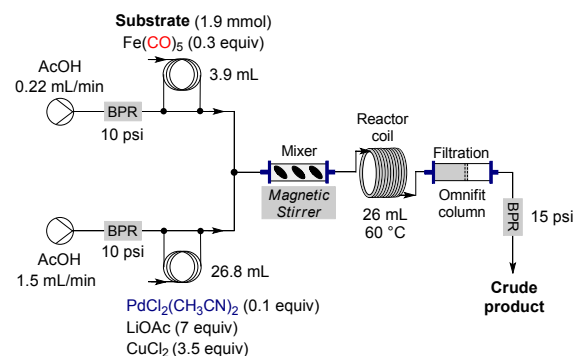 Substrate (1.9 mmol)
Fe(CO)5 (0.3 equiv)
AcOH
0.22 mL/min
3.9 mL
BPR
10 psi
Mixer
Magnetic
Stirrer
Reactor
coil
26 mL
60 °C
Filtration
Omnifit
column
BPR
15 psi
Crude
product
AcOH
1.5 mL/min
BPR
10 psi
26.8 mL
PdCl2(CH3CN)2 (0.1 equiv)
LiOAc (7 equiv)
CuCl2 (3.5 equiv)